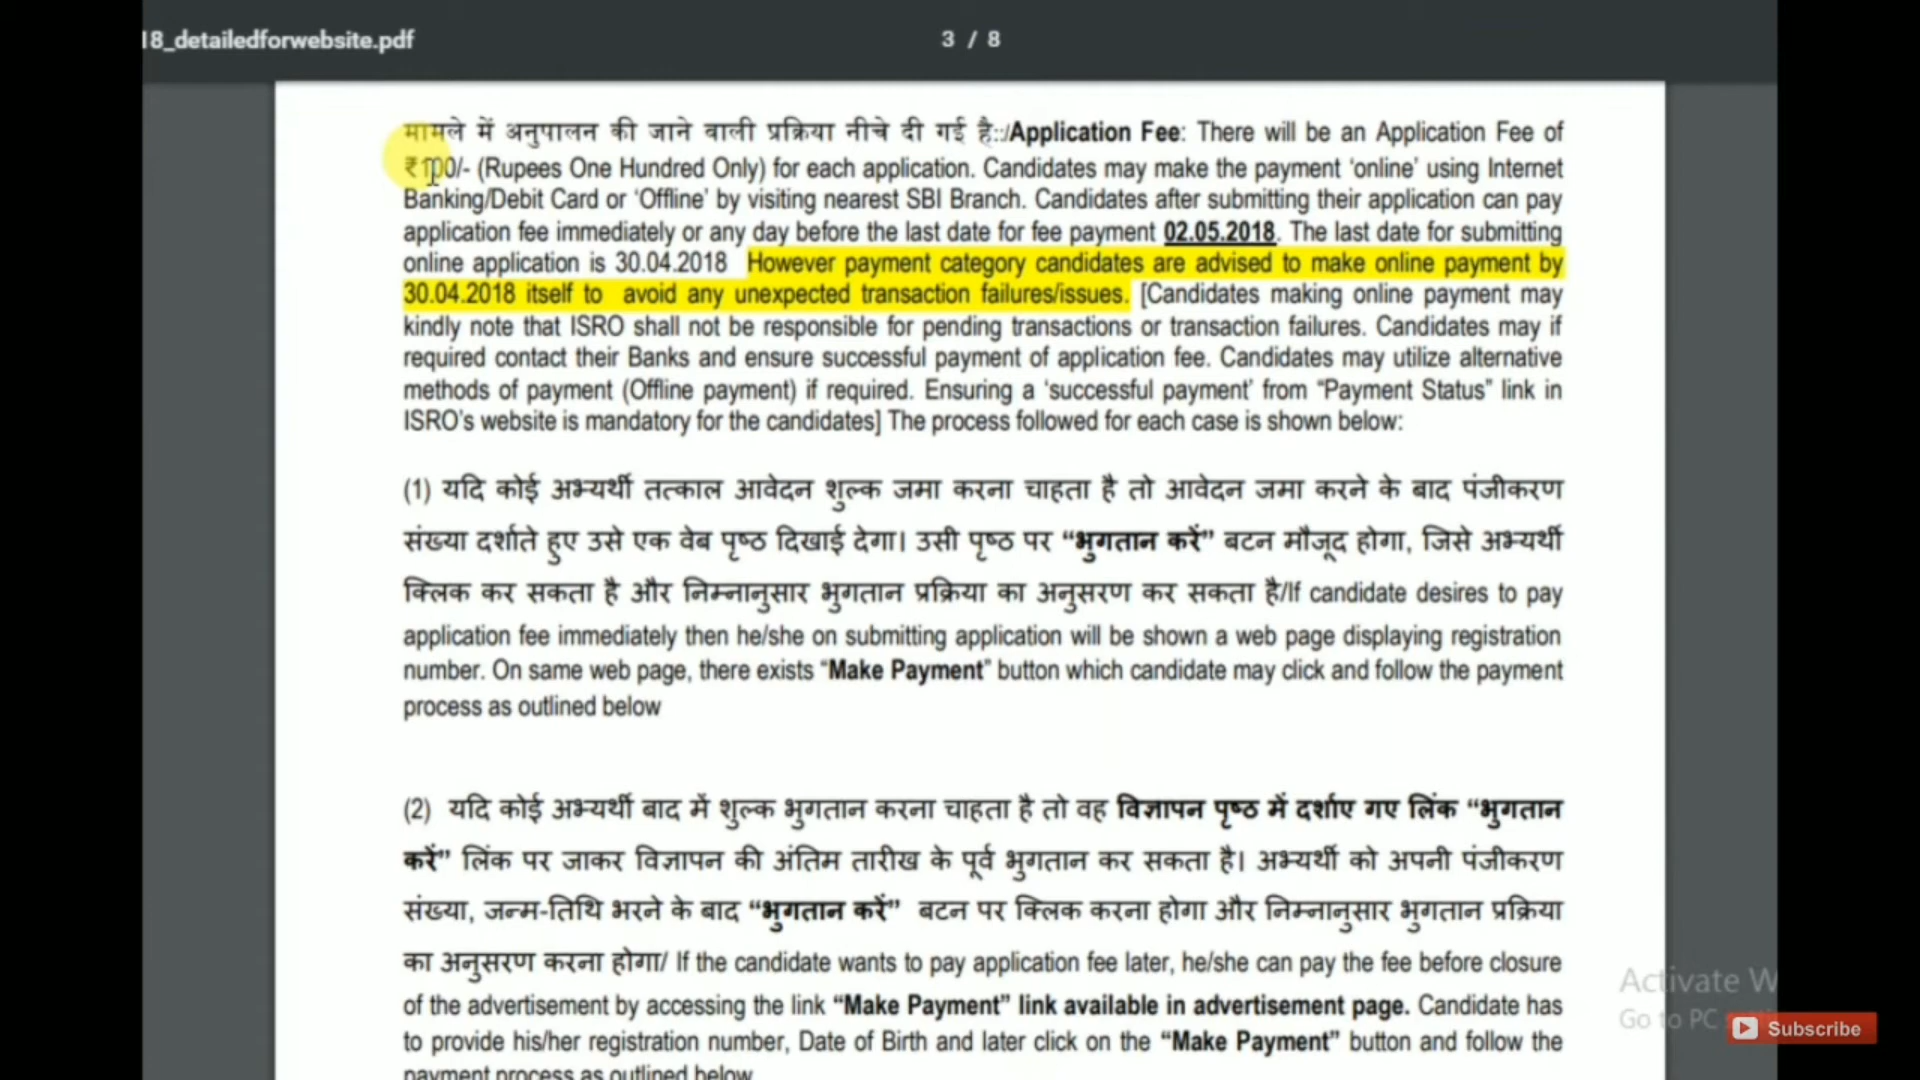 18_detailedforwebsite.pdf
3 / 8
मामले में अनुपालन की जाने वाली प्रक्रिया नीचे दी गई है::/Application Fee: There will be an Application Fee of
₹100/- (Rupees One Hundred Only) for each application. Candidates may make the payment ‘online’ using Internet
Banking/Debit Card or ‘Offline’ by visiting nearest SBI Branch. Candidates after submitting their application can pay
application fee immediately or any day before the last date for fee payment 02.05.2018. The last date for submitting
online application is 30.04.2018 However payment category candidates are advised to make online payment by
30.04.2018 itself to avoid any unexpected transaction failures/issues. [Candidates making online payment may
kindly note that ISRO shall not be responsible for pending transactions or transaction failures. Candidates may if
required contact their Banks and ensure successful payment of application fee. Candidates may utilize alternative
methods of payment (Offline payment) if required. Ensuring a ‘successful payment’ from “Payment Status” link in
ISRO’s website is mandatory for the candidates] The process followed for each case is shown below:
(1) यदि कोई अभ्यर्थी तत्काल आवेदन शुल्क जमा करना चाहता है तो आवेदन जमा करने के बाद पंजीकरण
संख्या दर्शाते हुए उसे एक वेब पृष्ठ दिखाई देगा। उसी पृष्ठ पर “भुगतान करें” बटन मौजूद होगा, जिसे अभ्यर्थी
क्लिक कर सकता है और निम्नानुसार भुगतान प्रक्रिया का अनुसरण कर सकता है/If candidate desires to pay
application fee immediately then he/she on submitting application will be shown a web page displaying registration
number. On same web page, there exists “Make Payment” button which candidate may click and follow the payment
process as outlined below
(2) यदि कोई अभ्यर्थी बाद में शुल्क भुगतान करना चाहता है तो वह विज्ञापन पृष्ठ में दर्शाए गए लिंक “भुगतान
करें” लिंक पर जाकर विज्ञापन की अंतिम तारीख के पूर्व भुगतान कर सकता है। अभ्यर्थी को अपनी पंजीकरण
संख्या, जन्म-तिथि भरने के बाद “भुगतान करें” बटन पर क्लिक करना होगा और निम्नानुसार भुगतान प्रक्रिया
का अनुसरण करना होगा/ If the candidate wants to pay application fee later, he/she can pay the fee before closure
of the advertisement by accessing the link “Make Payment” link available in advertisement page. Candidate has
to provide his/her registration number, Date of Birth and later click on the “Make Payment” button and follow the
payment process as outlined below
Activate W
Go to PC
Subscribe